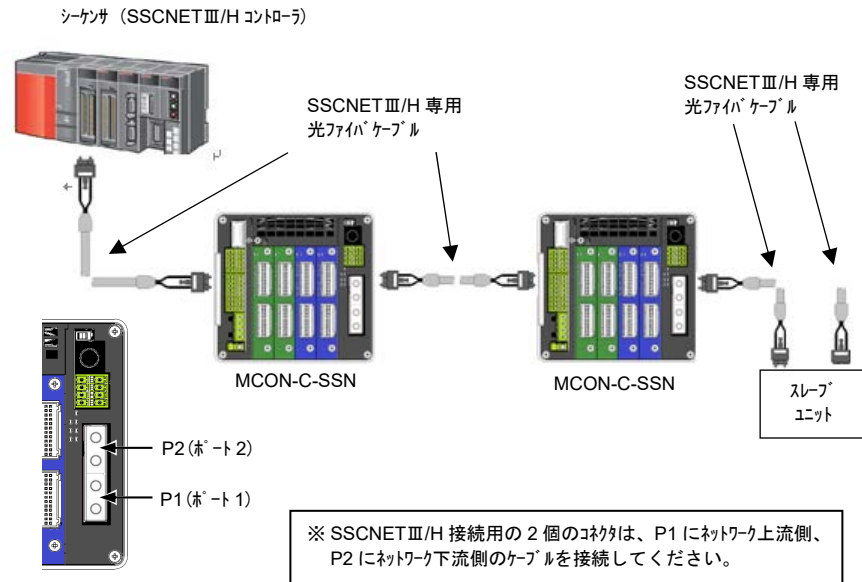 ｼｰｹﾝｻ（SSCNETⅢ/H ｺﾝﾄﾛｰﾗ）
SSCNETⅢ/H 専用
光ﾌｧｲﾊﾞｹｰﾌﾞﾙ
SSCNETⅢ/H 専用
光ﾌｧｲﾊﾞｹｰﾌﾞﾙ
MCON-C-SSN
MCON-C-SSN
ｽﾚｰﾌﾞ
ﾕﾆｯﾄ
P2(ﾎﾟｰﾄ 2)
P1(ﾎﾟｰﾄ 1)
※ SSCNETⅢ/H 接続用の 2 個のｺﾈｸﾀは、P1 にﾈｯﾄﾜｰｸ上流側、
P2 にﾈｯﾄﾜｰｸ下流側のｹｰﾌﾞﾙを接続してください。